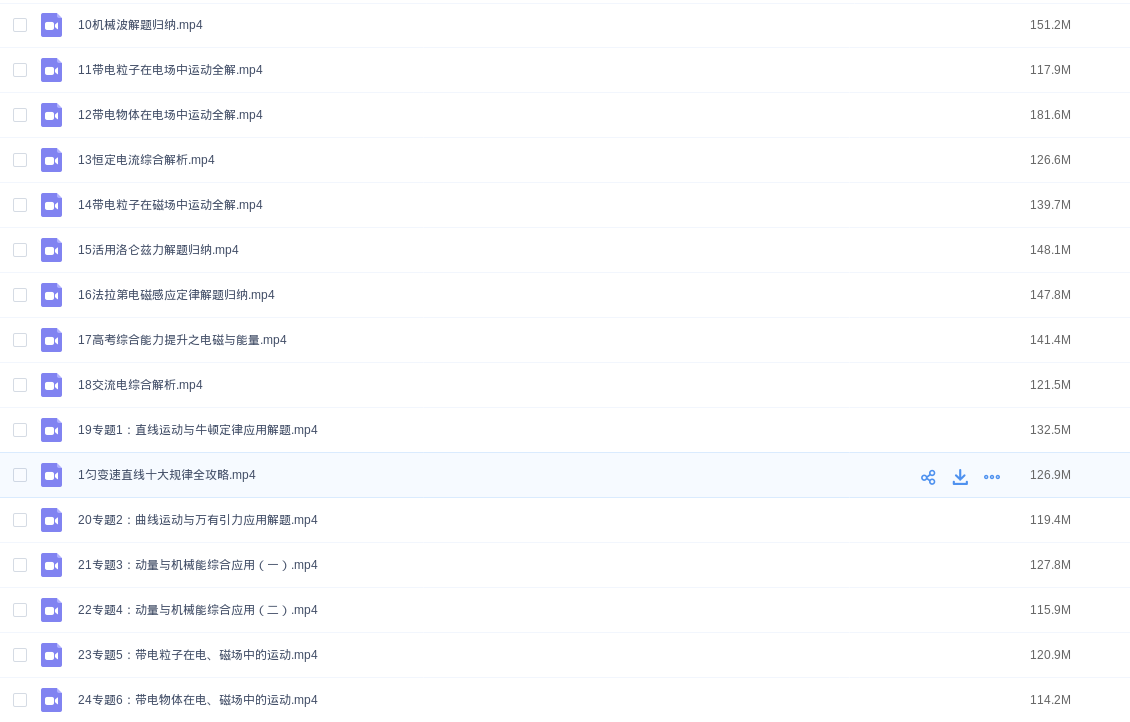 10机械波解题归纳.mp4 151.2M
11带电粒子在电场中运动全解.mp4 117.9M
12带电物体在电场中运动全解.mp4 181.6M
13恒定电流综合解析.mp4 126.6M
14带电粒子在磁场中运动全解.mp4 139.7M
15活用洛仑兹力解题归纳.mp4 148.1M
16法拉第电磁感应定律解题归纳.mp4 147.8M
17高考综合能力提升之电磁与能量.mp4 141.4M
18交流电综合解析.mp4 121.5M
19专题1：直线运动与牛顿定律应用解题.mp4 132.5M
1匀变速直线十大规律全攻略.mp4 126.9M
20专题2：曲线运动与万有引力应用解题.mp4 119.4M
21专题3：动量与机械能综合应用（一）.mp4 127.8M
22专题4：动量与机械能综合应用（二）.mp4 115.9M
23专题5：带电粒子在电、磁场中的运动.mp4 120.9M
24专题6：带电物体在电、磁场中的运动.mp4 114.2M